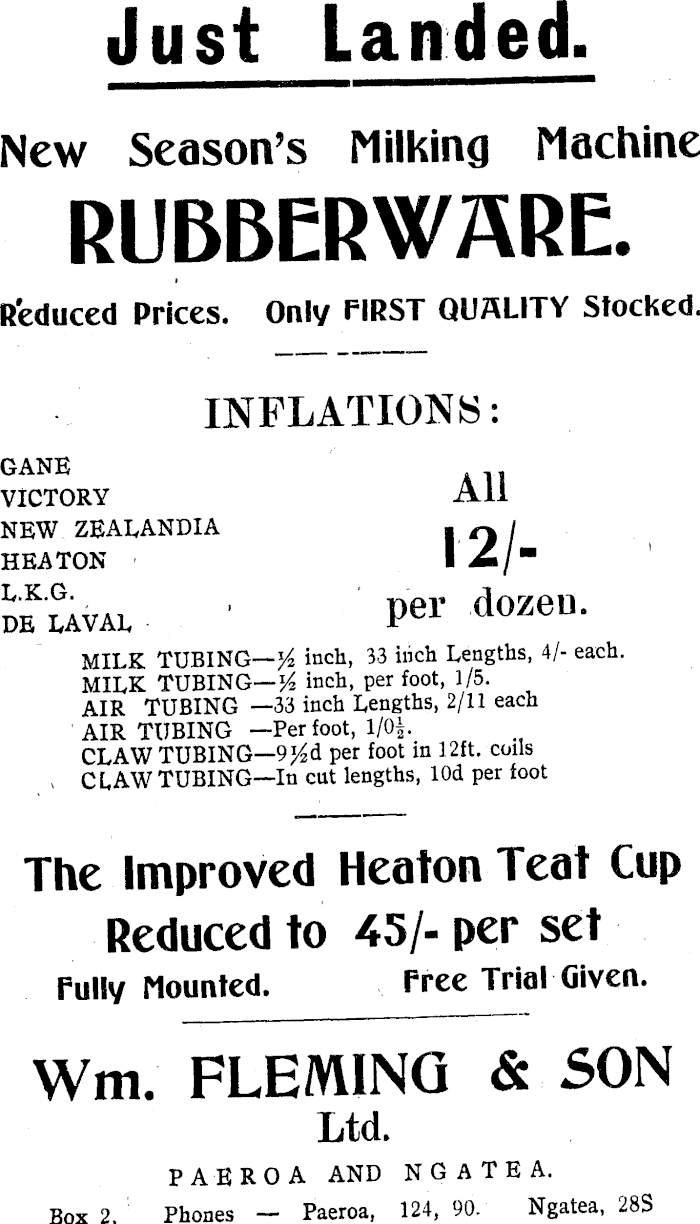 Just Landed.
New Season's Milking Machine
RUBBERWARE.
Reduced Prices. Only FIRST QUALITY Stocked.
INFLATIONS:
GANE
VICTORY
NEW ZEALANDIA
HEATON
L.K.G.
DE LAVAL
All
12/-
per dozen.
MILK TUBING—½ inch, 33 inch Lengths, 4/- each.
MILK TUBING—½ inch, per foot, 1/5.
AIR TUBING —33 inch Lengths, 2/11 each
AIR TUBING —Per foot, 1/0½.
CLAW TUBING—9½d per foot in 12ft. coils
CLAW TUBING—In cut lengths, 10d per foot
The Improved Heaton Teat Cup
Reduced to 45/- per set
Fully Mounted. Free Trial Given.
Wm. FLEMING & SON
Ltd.
PAEROA AND NGATEA.
Box 2, Phones — Paeroa, 124, 90. Ngatea, 28S